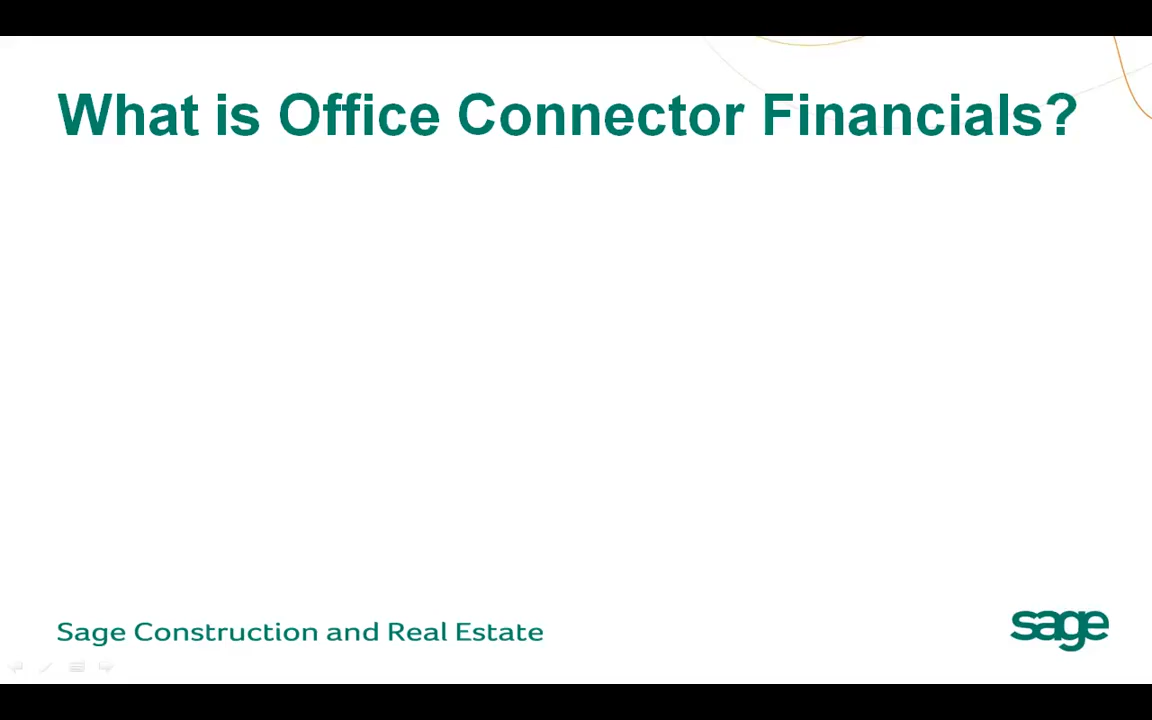 What is Office Connector Financials?
Sage Construction and Real Estate
sage